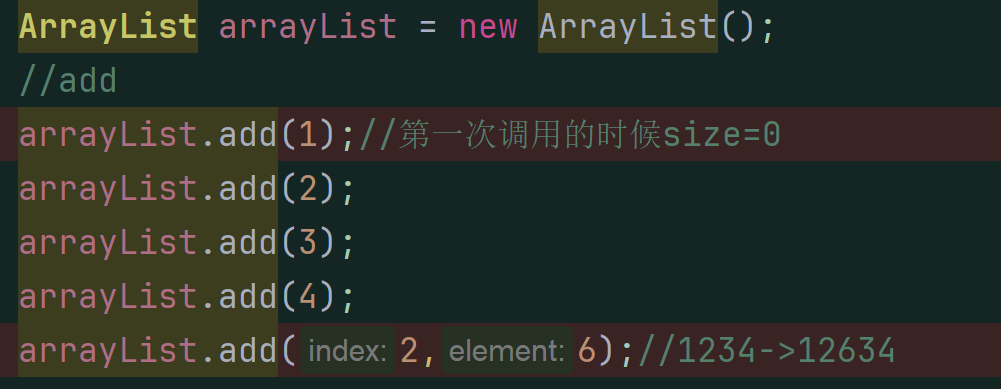 ArrayList arrayList = new ArrayList();
//add
arrayList.add(1);//第一次调用的时候size=0
arrayList.add(2);
arrayList.add(3);
arrayList.add(4);
arrayList.add( index: 2, element: 6);//1234->12634